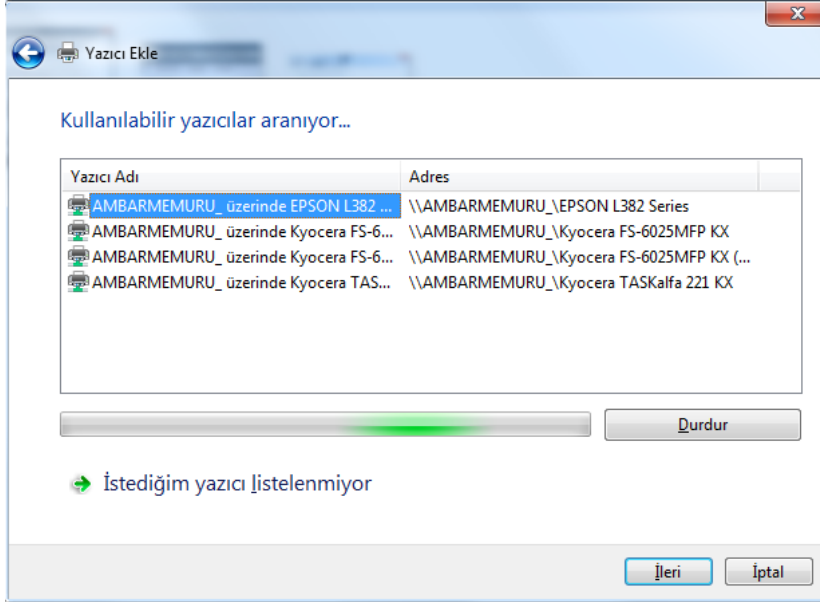 Yazıcı Ekle
Kullanılabilir yazıcılar aranıyor...
Yazıcı Adı Adres
AMBARMEMURU_ üzerinde EPSON L382 ... \\AMBARMEMURU_\EPSON L382 Series
AMBARMEMURU_ üzerinde Kyocera FS-6... \\AMBARMEMURU_\Kyocera FS-6025MFP KX
AMBARMEMURU_ üzerinde Kyocera FS-6... \\AMBARMEMURU_\Kyocera FS-6025MFP KX (...
AMBARMEMURU_ üzerinde Kyocera TAS... \\AMBARMEMURU_\Kyocera TASKalfa 221 KX
Durdur
İstediğim yazıcı listelenmiyor
İleri İptal